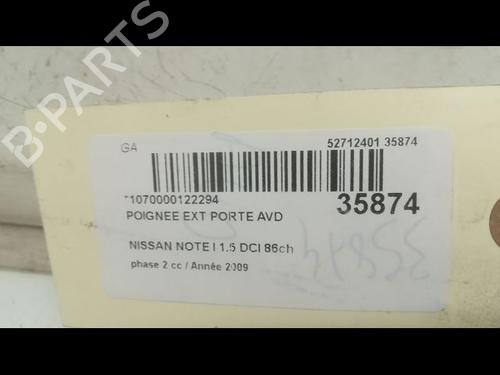 GA
52712401 35874
*1070000122294
35874
POIGNEE EXT PORTE AVD
NISSAN NOTE I 1.5 DCI 86ch
phase 2 cc / Année 2009
35874
B-PARTS